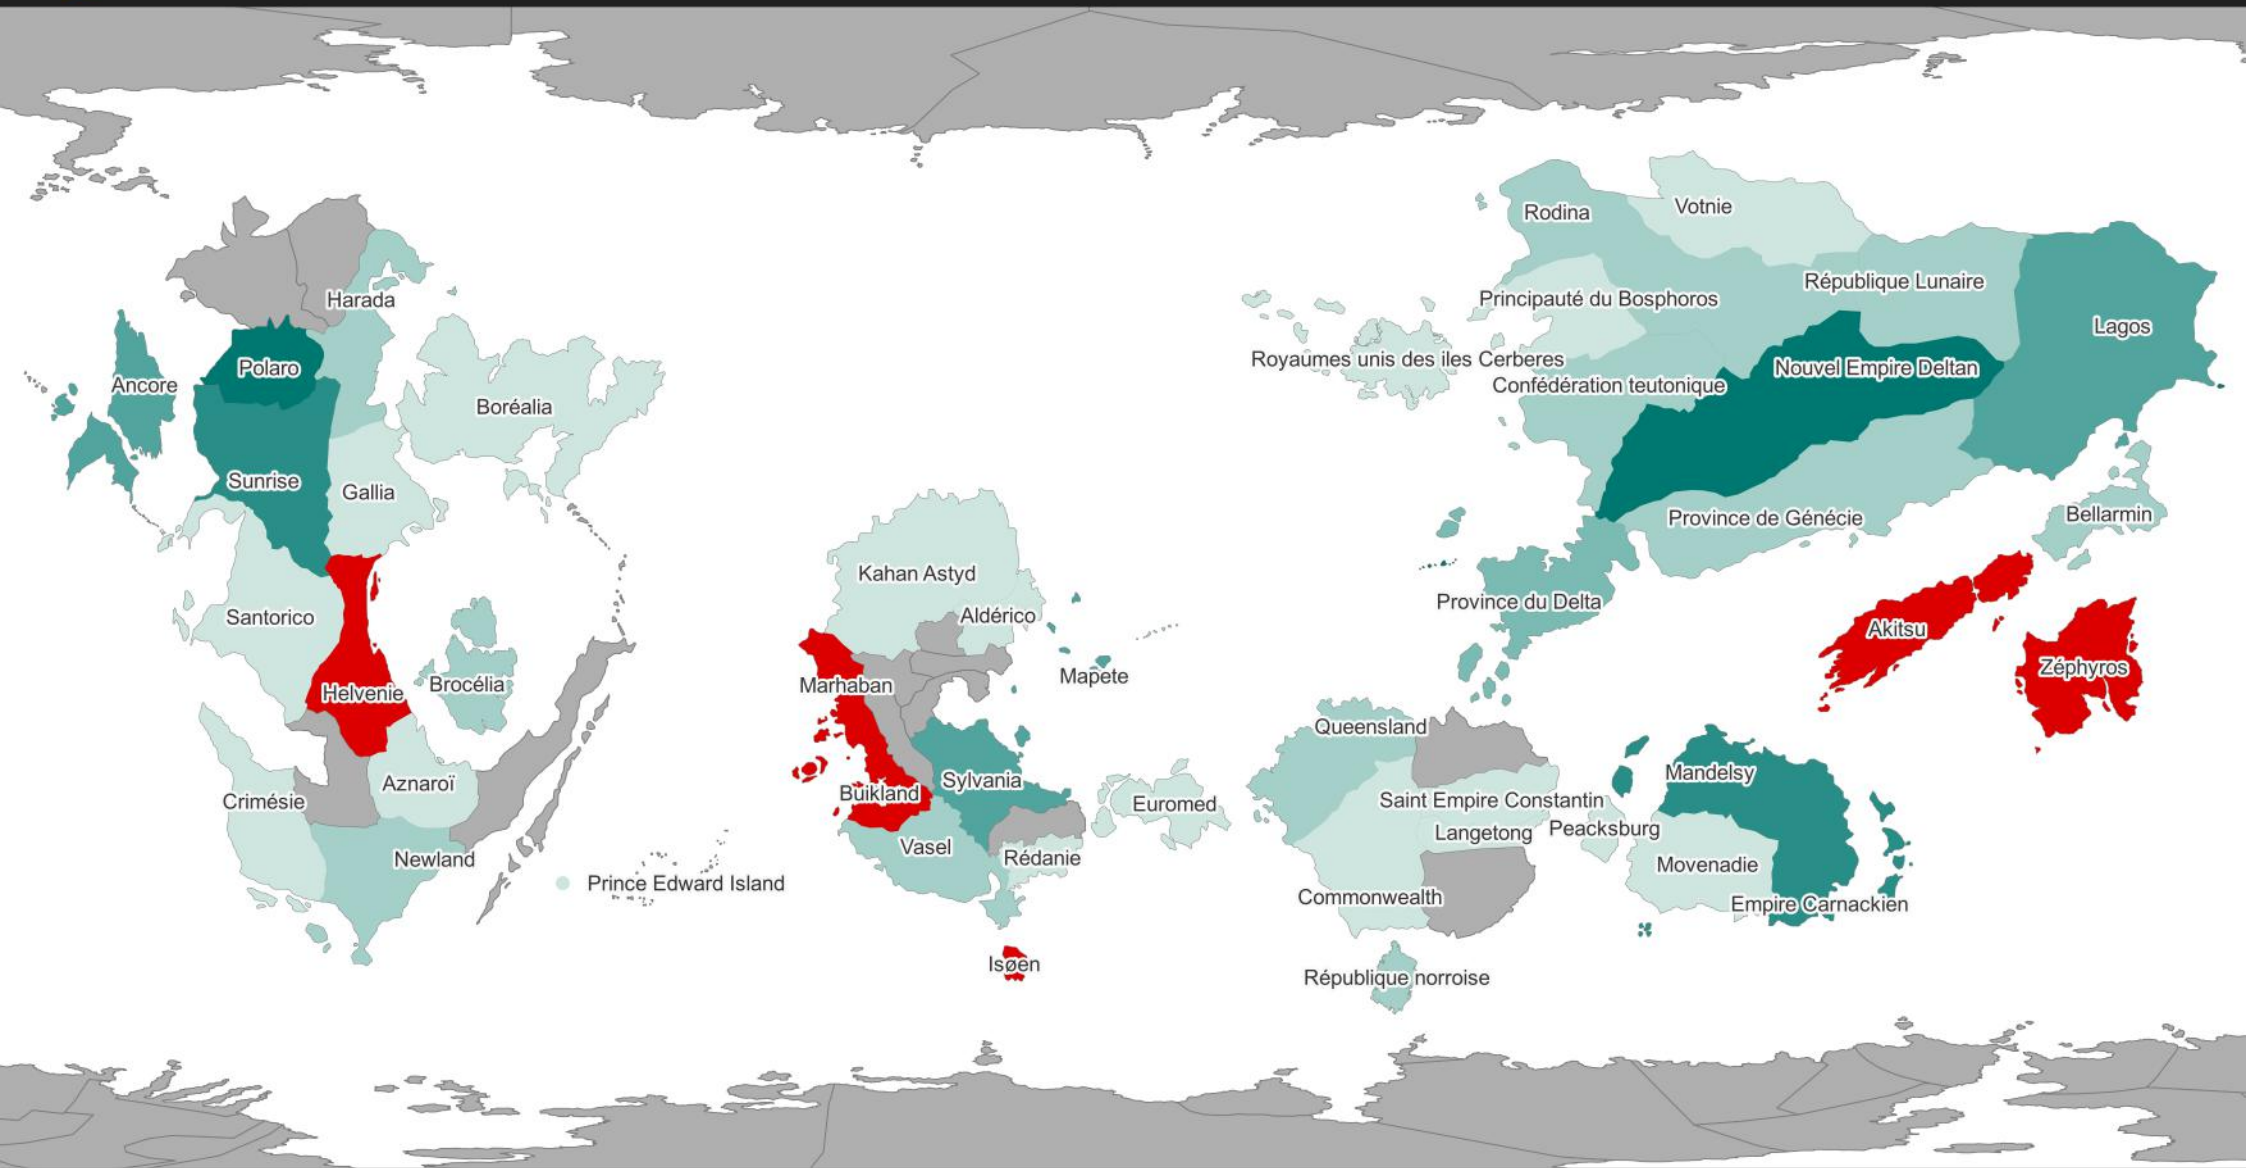 Votnie
Rodina
République Lunaire
Harada
Principauté du Bosphoros
Lagos
Royaumes unis des iles Cerberes
Polaro
Nouvel Empire Deltan
Ancore
Confédération teutonique
Boréalia
Sunrise
Gallia
Bellarmin
Province de Génécie
Kahan Astyd
Province du Delta
Santorico
Aldérico
Akitsu
Zéphyros
Mapete
Brocélia
Marhaban
Helvenie
Queensland
Mandelsy
Sylvania
Aznaroï
Buikland
Crimésie
Euromed
Saint Empire Constantin
Peacksburg
Langetong
Vasel
Rédanie
Newland
Movenadie
Prince Edward Island
Commonwealth
Empire Carnackien
Isøen
République norroise